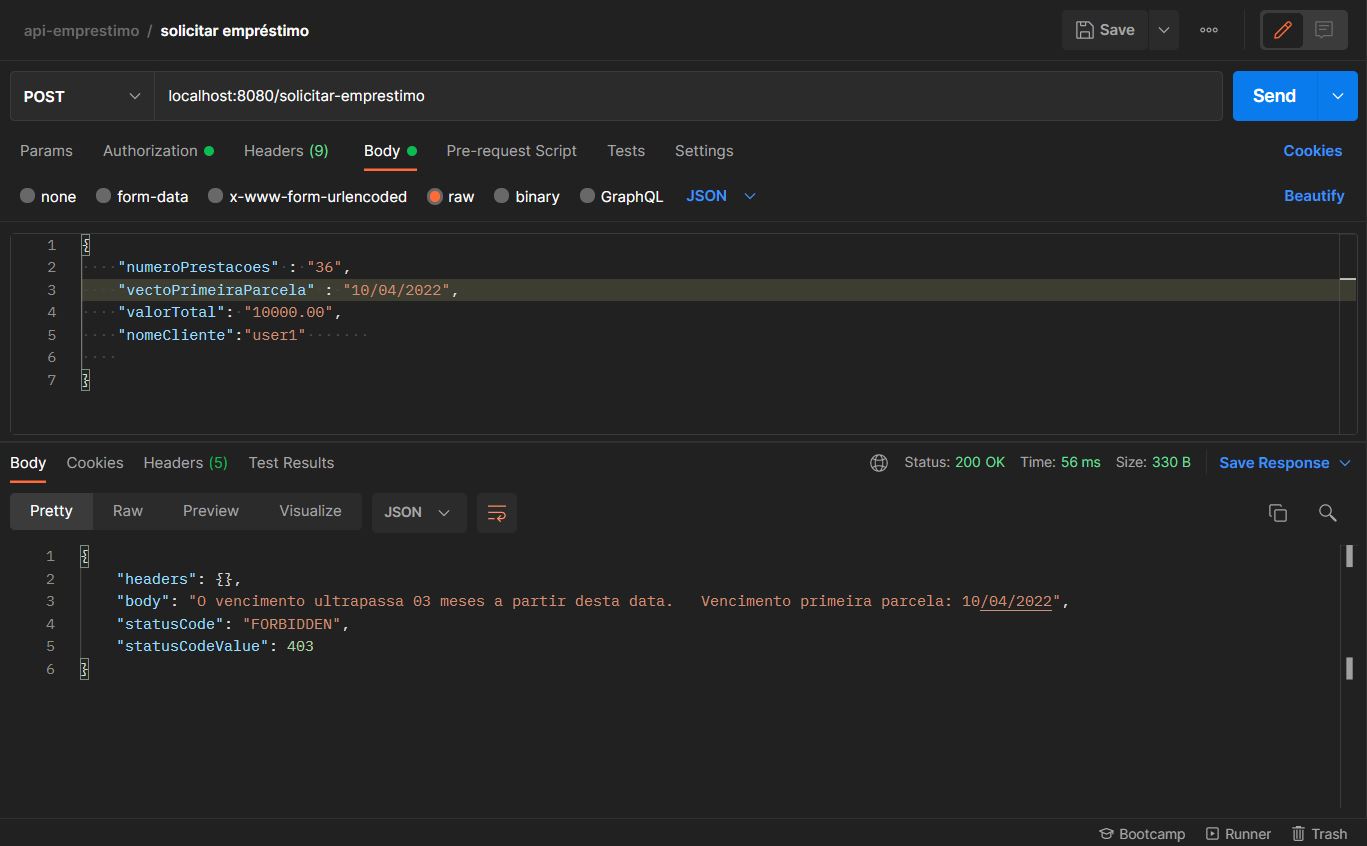 api-emprestimo / solicitar empréstimo
Save
POST
localhost:8080/solicitar-emprestimo
Send
Params Authorization Headers (9) Body Pre-request Script Tests Settings Cookies
none form-data x-www-form-urlencoded raw binary GraphQL JSON Beautify
1 {
2 "numeroPrestacoes" : "36",
3 "vectoPrimeiraParcela" : "10/04/2022",
4 "valorTotal": "10000.00",
5 "nomeCliente":"user1"
6
7 }
Body Cookies Headers (5) Test Results Status: 200 OK Time: 56 ms Size: 330 B Save Response
Pretty Raw Preview Visualize JSON
1 {
2 "headers": {},
3 "body": "O vencimento ultrapassa 03 meses a partir desta data.   Vencimento primeira parcela: 10/04/2022",
4 "statusCode": "FORBIDDEN",
5 "statusCodeValue": 403
6 }
Bootcamp Runner Trash